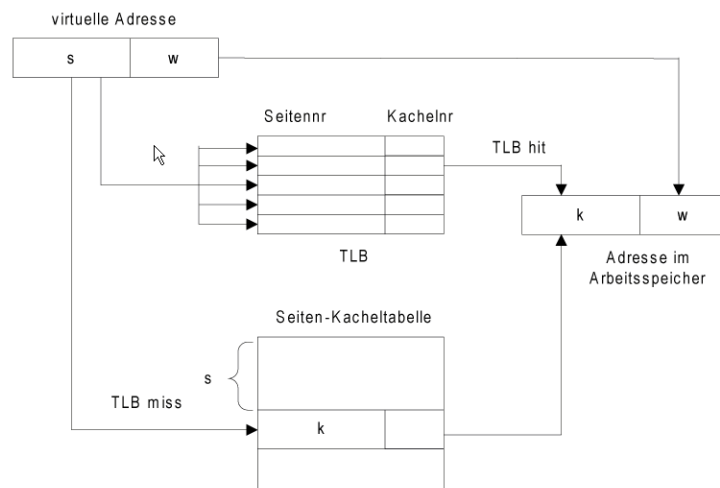 virtuelle Adresse
s
w
Seitennr
Kachelnr
TLB hit
k
w
TLB
Adresse im
Arbeitsspeicher
Seiten-Kacheltabelle
s
TLB miss
k